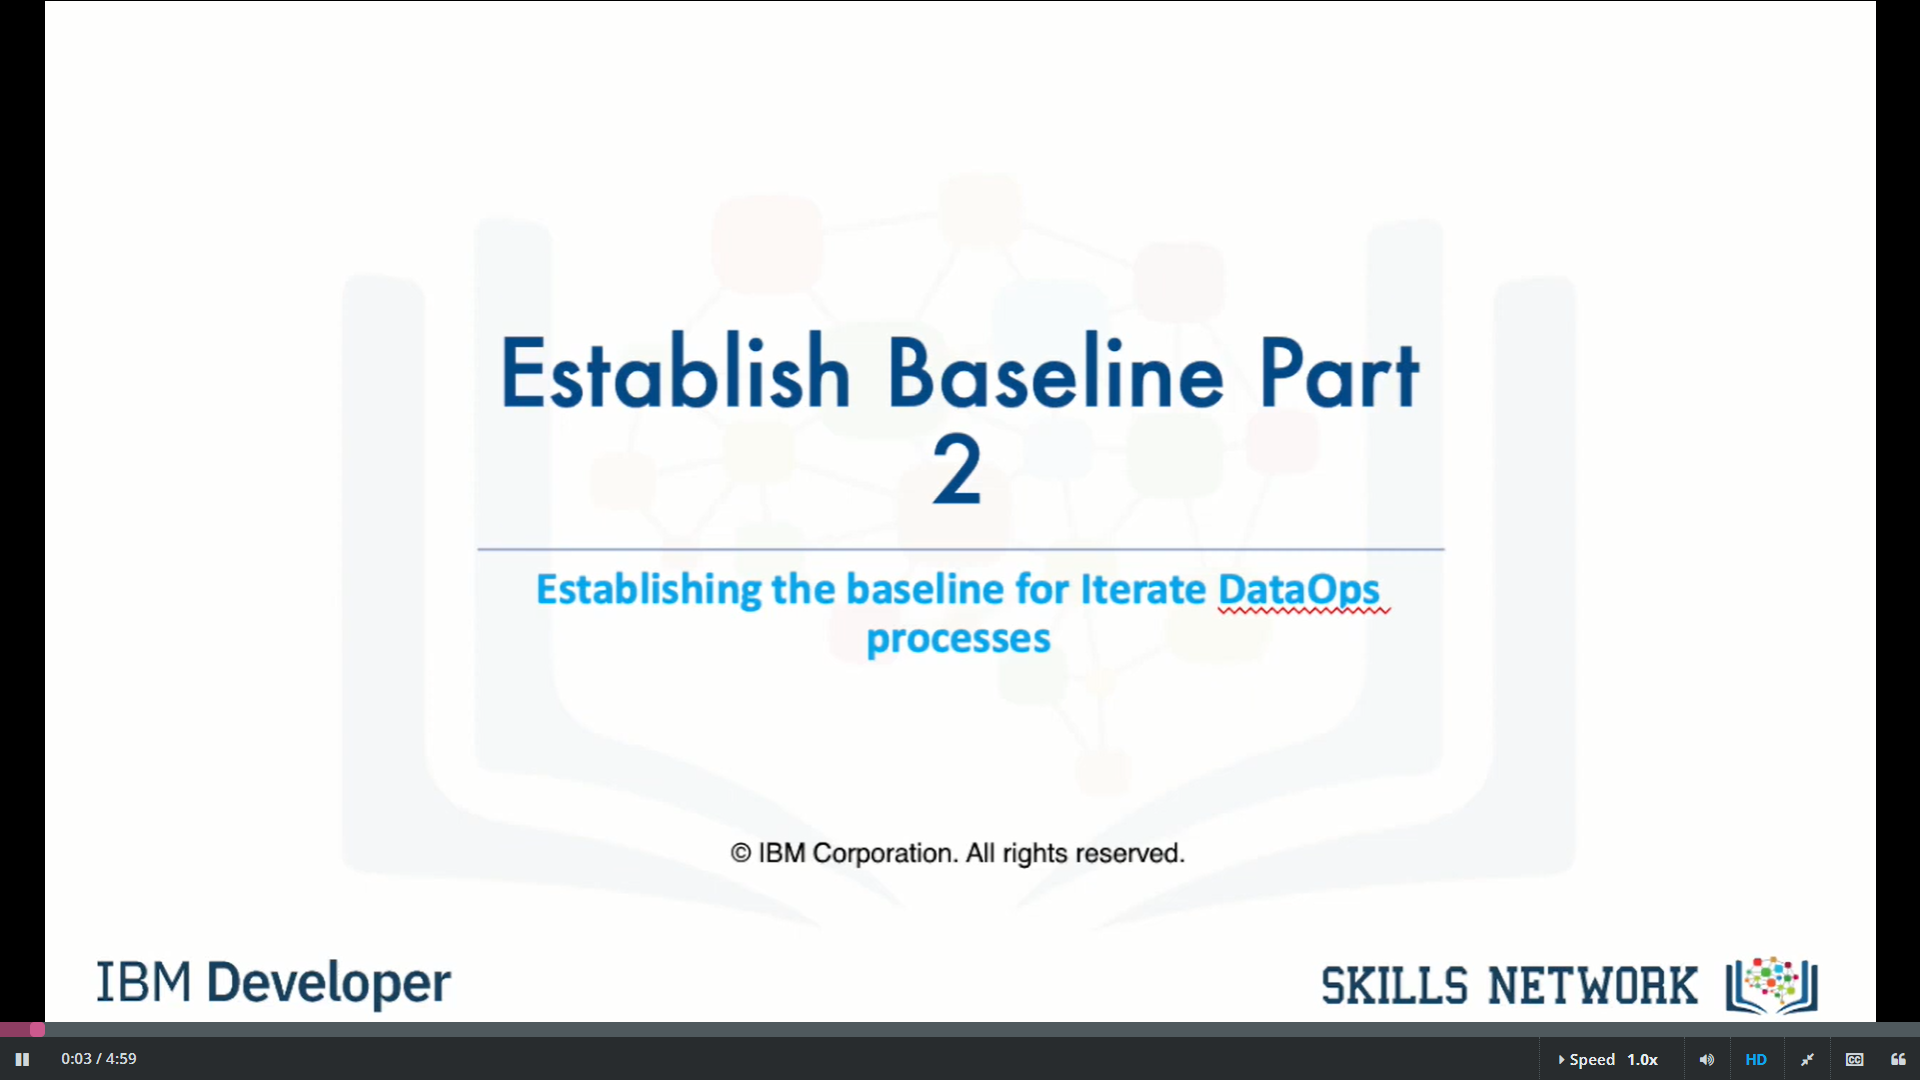 Establish Baseline Part
2
Establishing the baseline for Iterate DataOps
processes
© IBM Corporation. All rights reserved.
IBM Developer
SKILLS NETWORK
0:03 / 4:59
Speed 1.0x
HD
CC